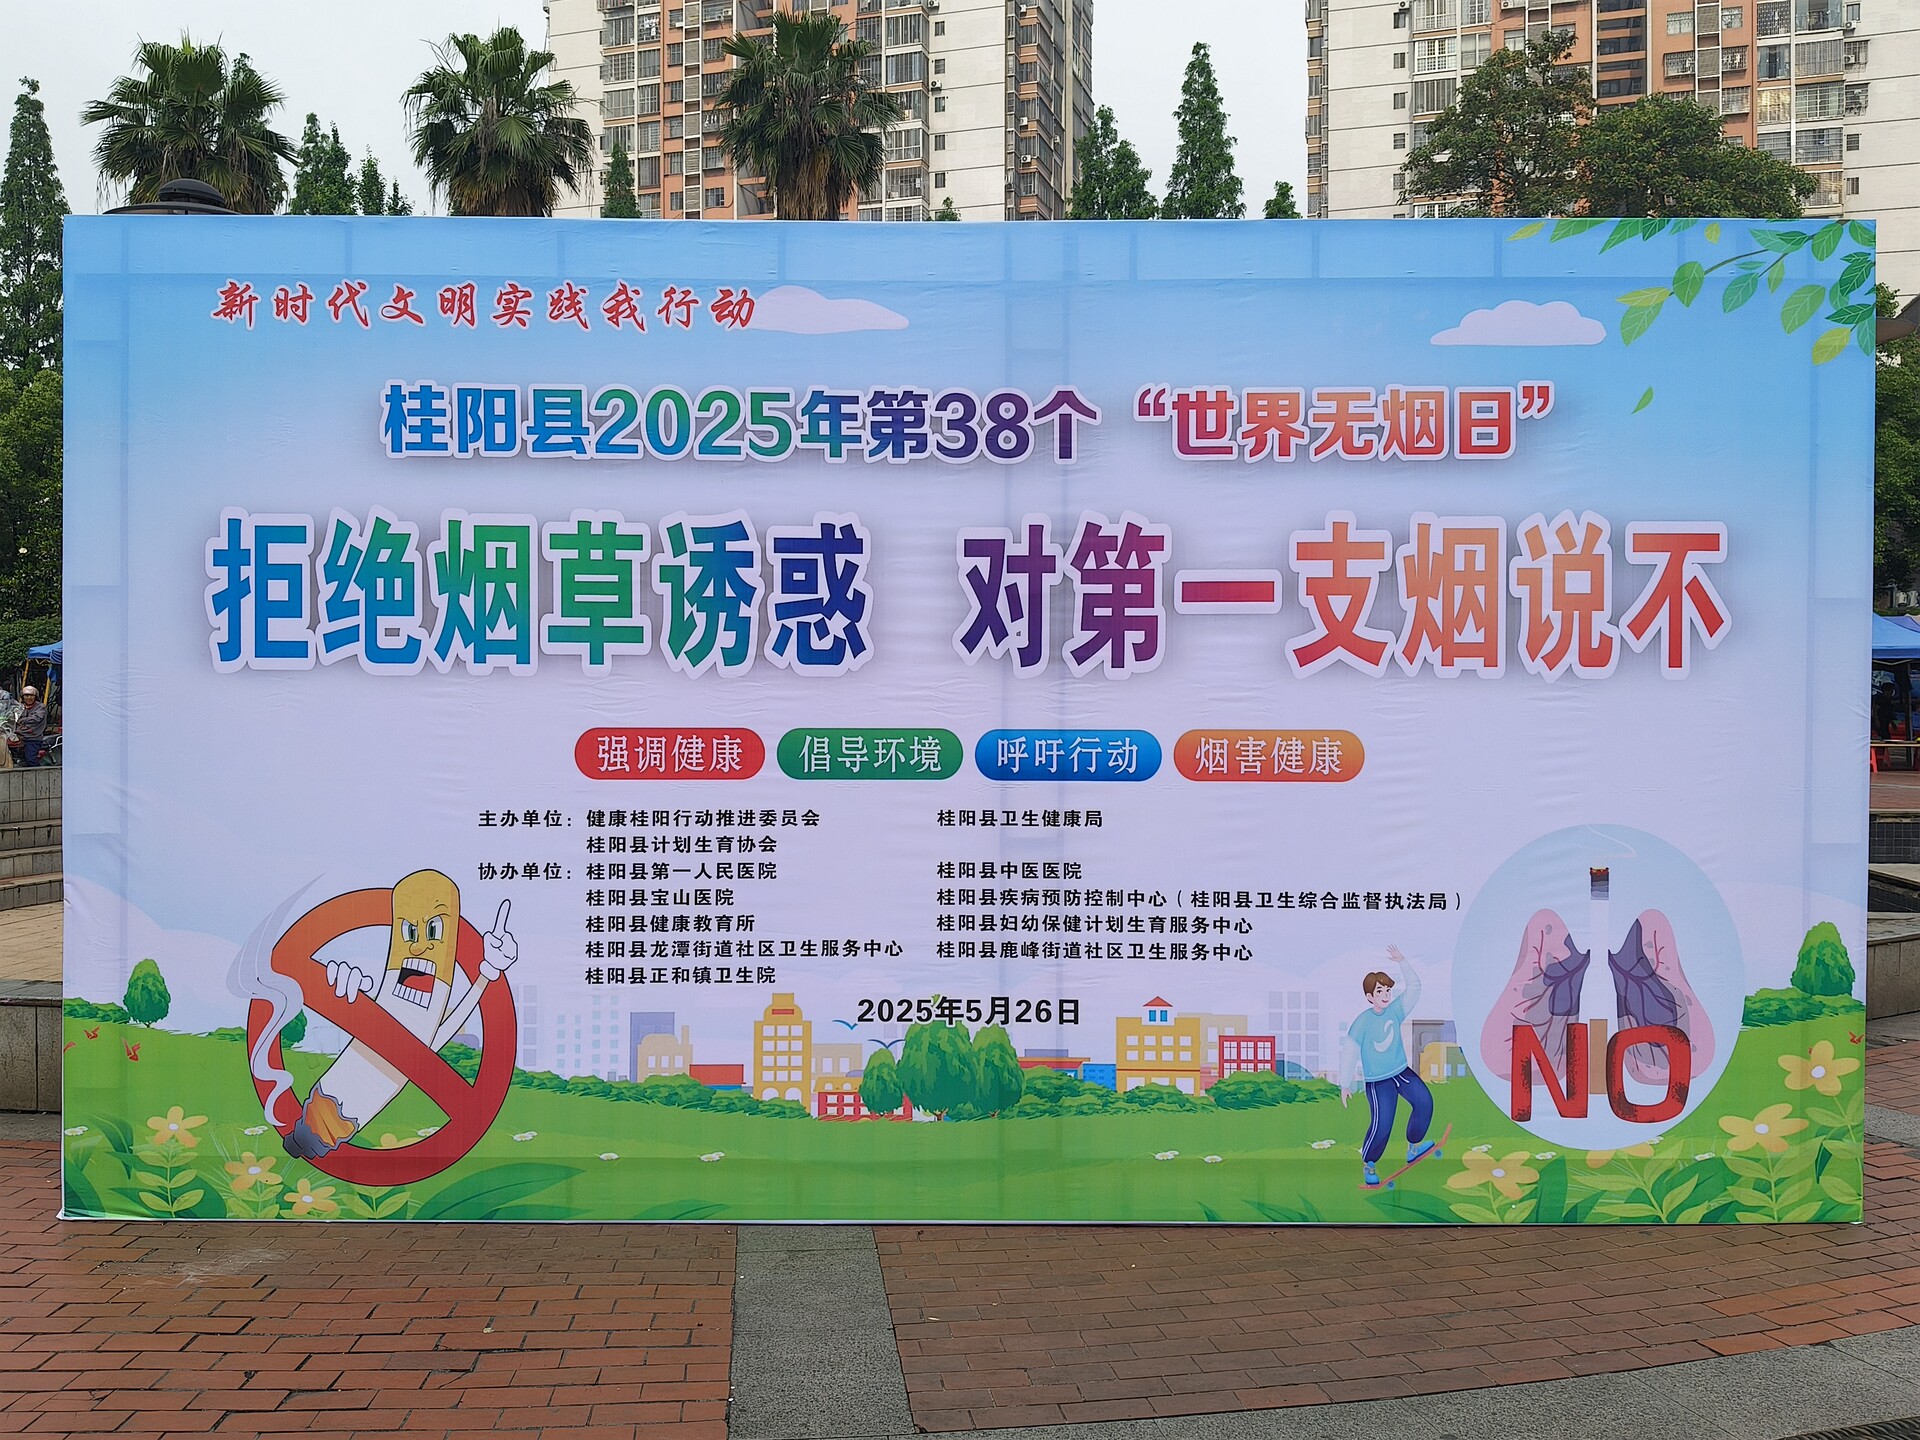 新时代文明实践我行动
桂阳县2025年第38个“世界无烟日”
拒绝烟草诱惑 对第一支烟说不
强调健康 倡导环境 呼吁行动 烟害健康
主办单位：健康桂阳行动推进委员会 桂阳县卫生健康局
桂阳县计划生育协会
协办单位：桂阳县第一人民医院 桂阳县中医医院
桂阳县宝山医院 桂阳县疾病预防控制中心（桂阳县卫生综合监督执法局）
桂阳县健康教育所 桂阳县妇幼保健计划生育服务中心
桂阳县龙潭街道社区卫生服务中心 桂阳县鹿峰街道社区卫生服务中心
桂阳县正和镇卫生院
2025年5月26日
NO